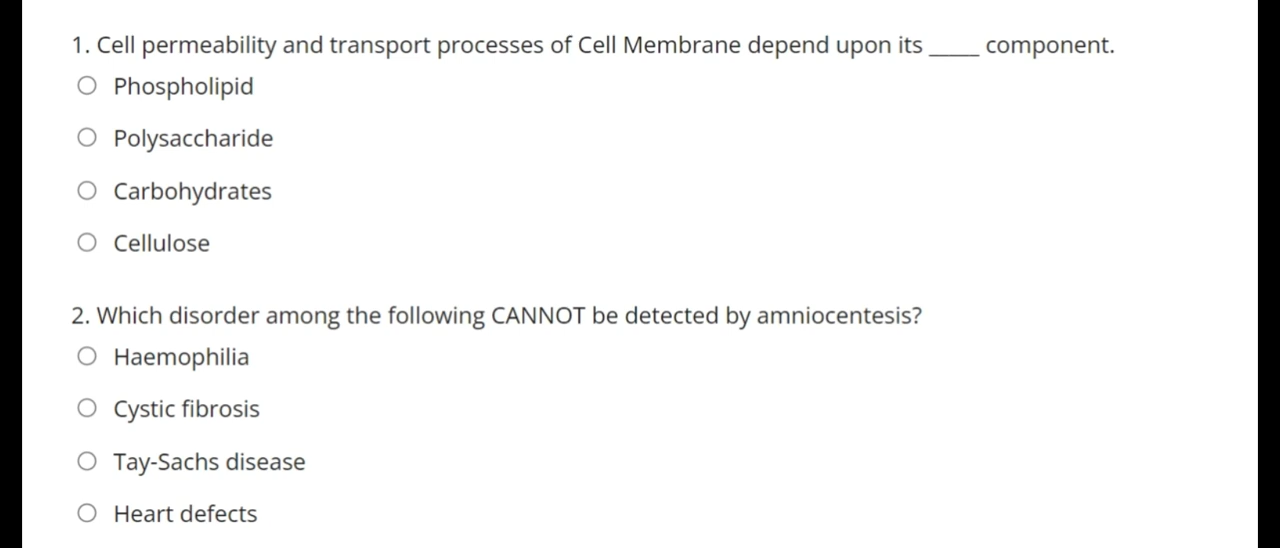 1. Cell permeability and transport processes of Cell Membrane depend upon its ____ component.
Phospholipid
Polysaccharide
Carbohydrates
Cellulose
2. Which disorder among the following CANNOT be detected by amniocentesis?
Haemophilia
Cystic fibrosis
Tay-Sachs disease
Heart defects